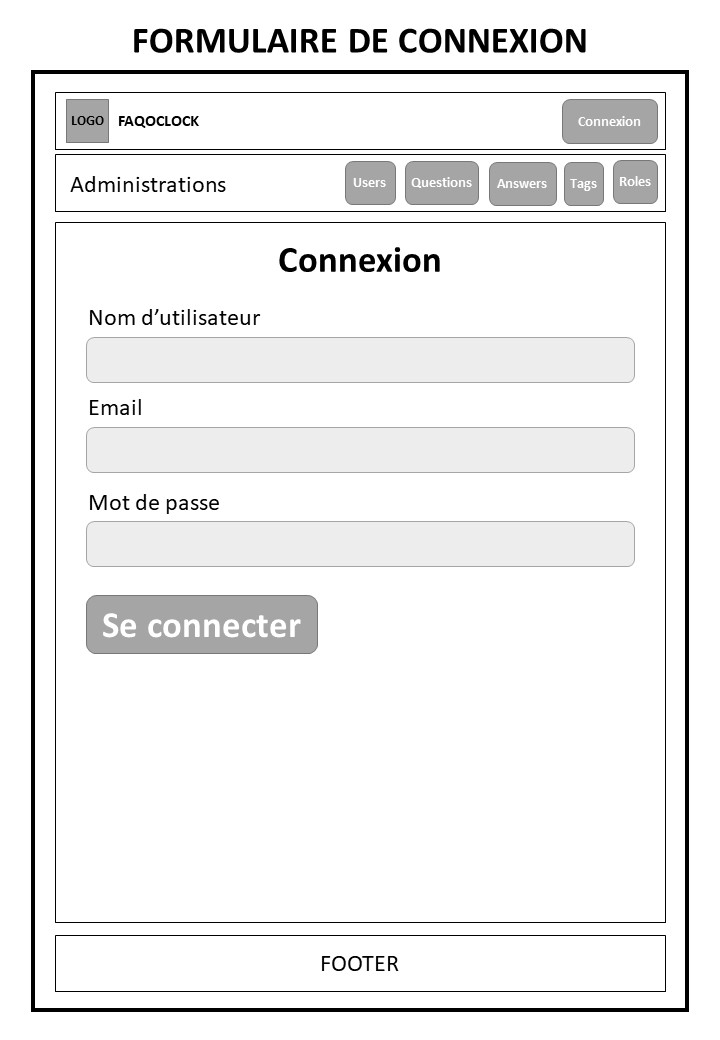 FORMULAIRE DE CONNEXION
LOGO FAQOCLOCK Connexion
Administrations Users Questions Answers Tags Roles
Connexion
Nom d’utilisateur
Email
Mot de passe
Se connecter
FOOTER